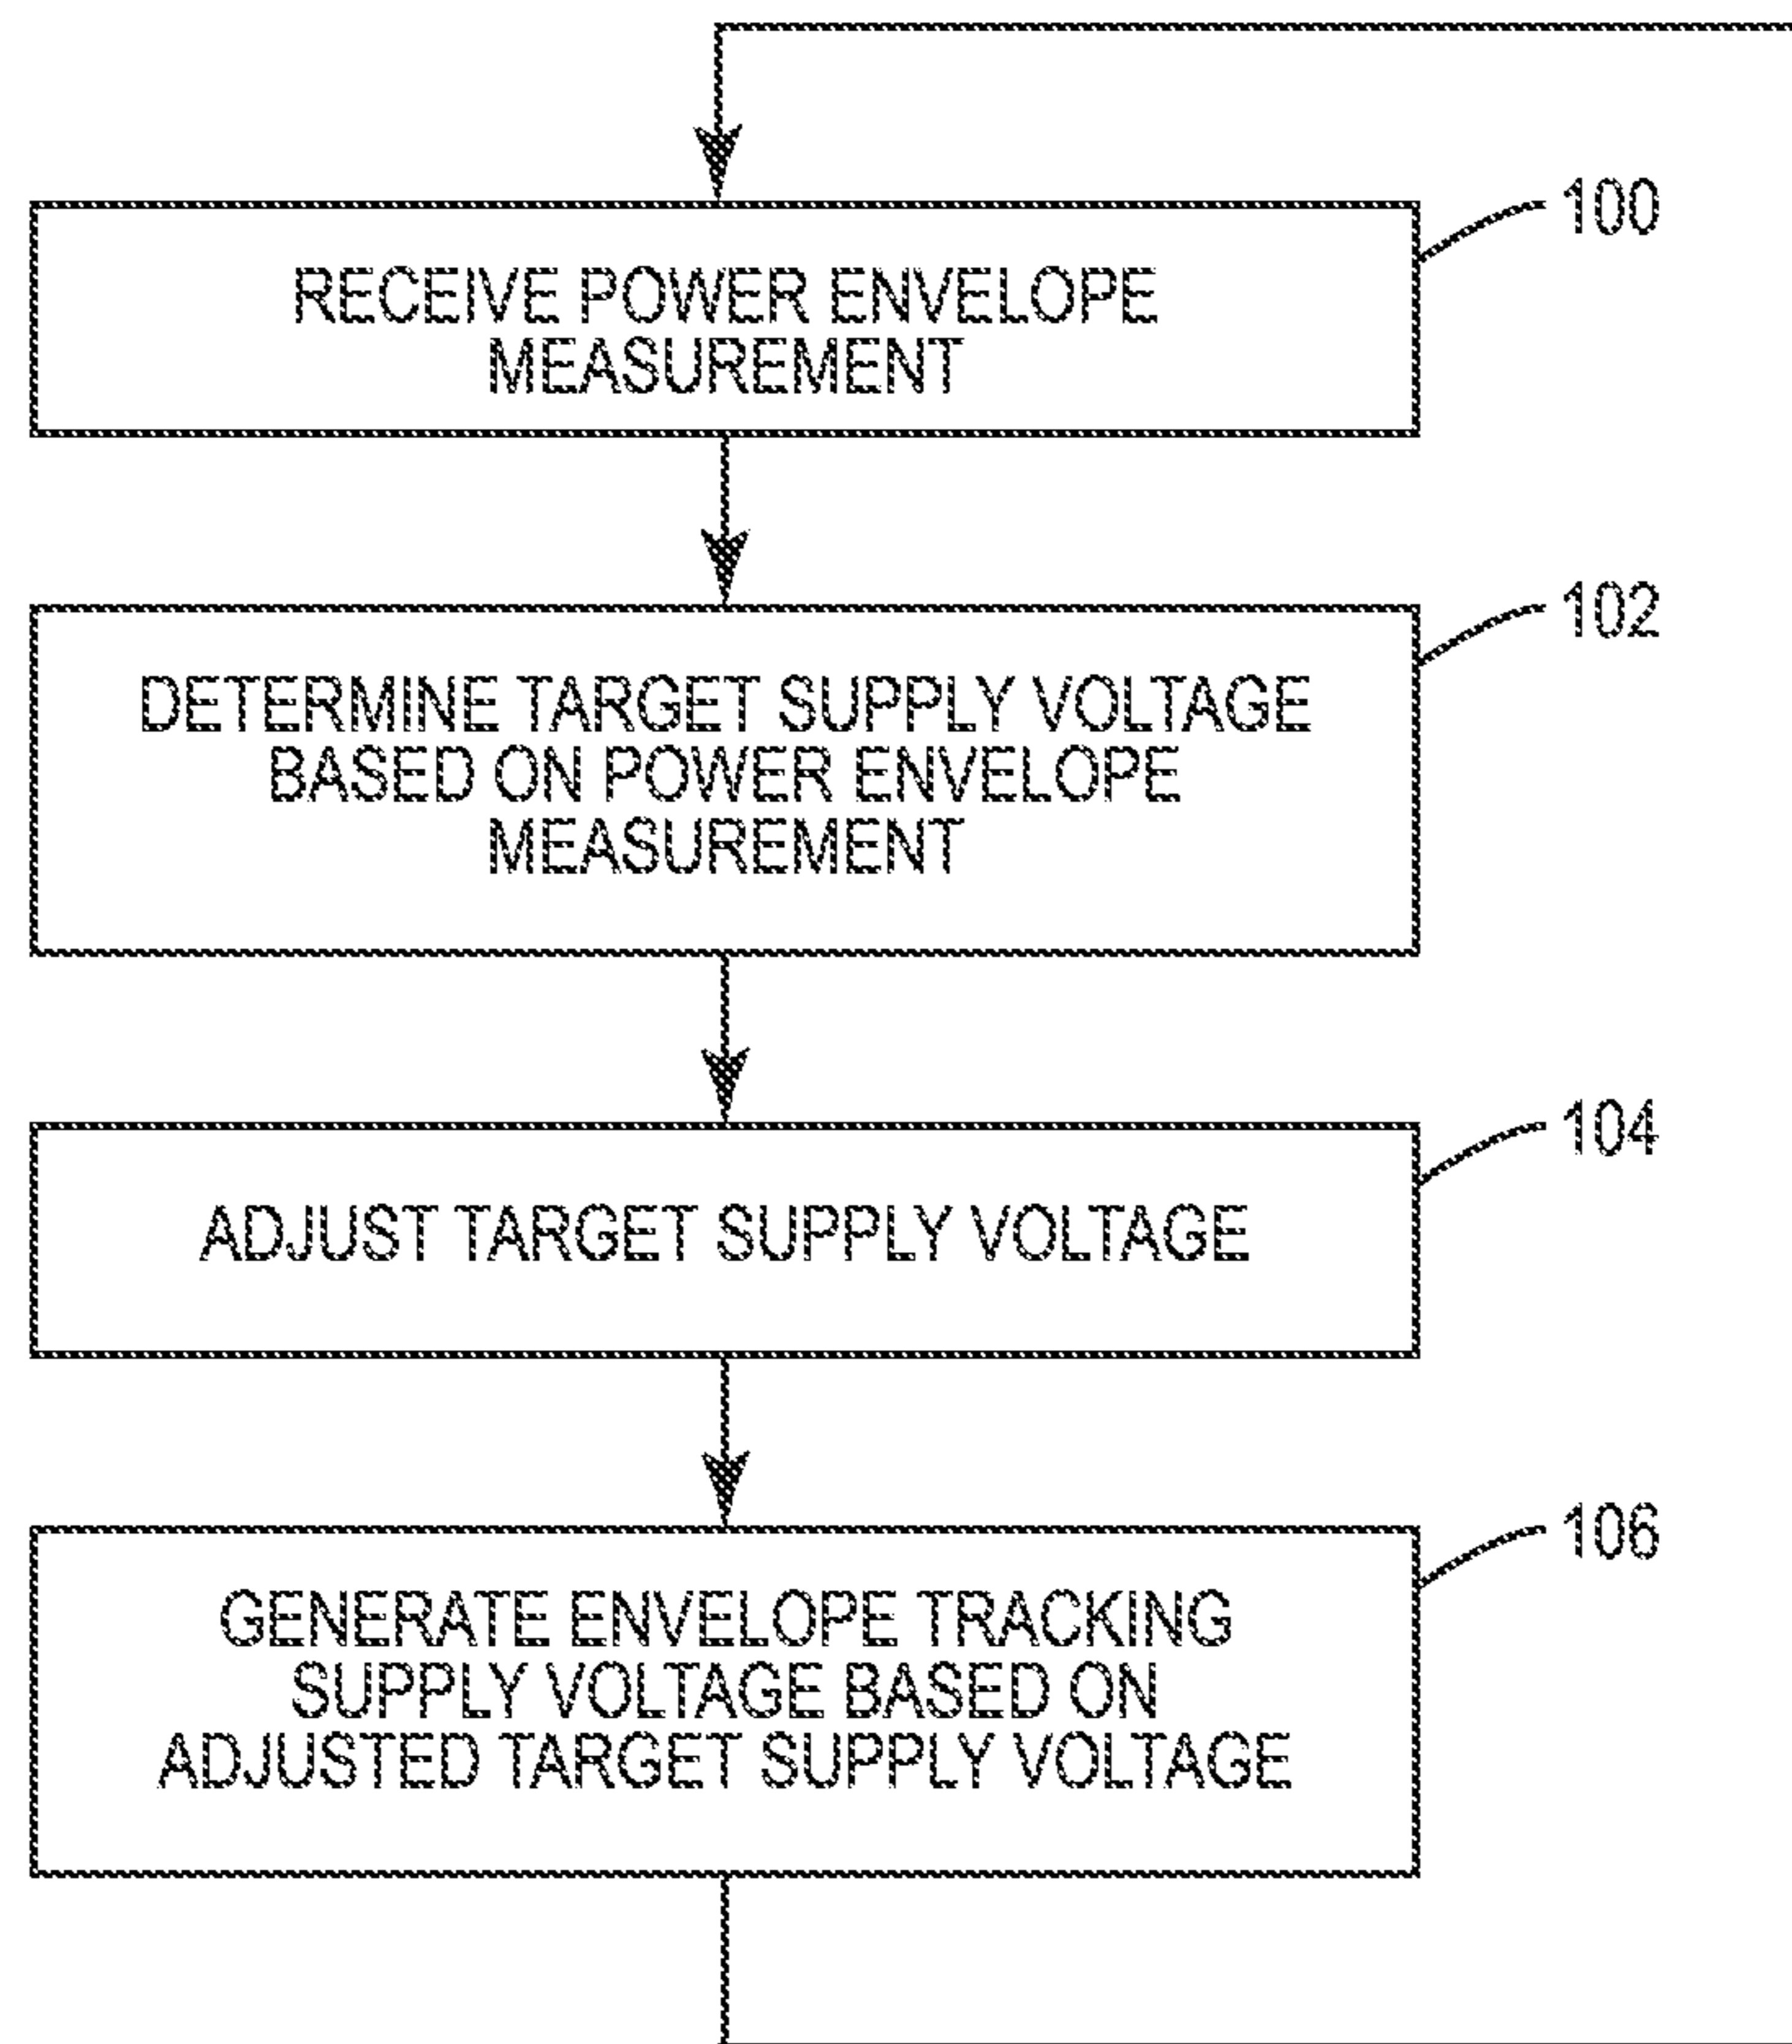 100
RECEIVE POWER ENVELOPE
MEASUREMENT
102
DETERMINE TARGET SUPPLY VOLTAGE
BASED ON POWER ENVELOPE
MEASUREMENT
104
ADJUST TARGET SUPPLY VOLTAGE
106
GENERATE ENVELOPE TRACKING
SUPPLY VOLTAGE BASED ON
ADJUSTED TARGET SUPPLY VOLTAGE